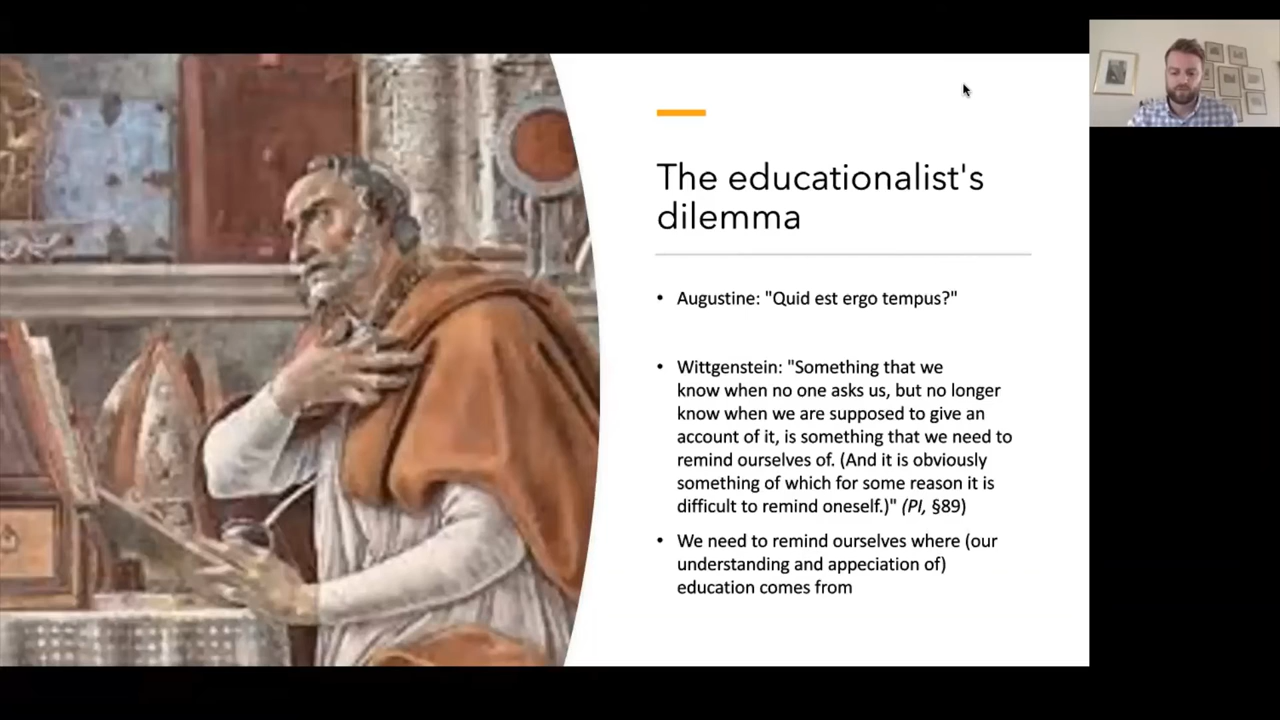 The educationalist's
dilemma
• Augustine: "Quid est ergo tempus?"
• Wittgenstein: "Something that we
know when no one asks us, but no longer
know when we are supposed to give an
account of it, is something that we need to
remind ourselves of. (And it is obviously
something of which for some reason it is
difficult to remind oneself.)" (PI, §89)
• We need to remind ourselves where (our
understanding and appeciation of)
education comes from